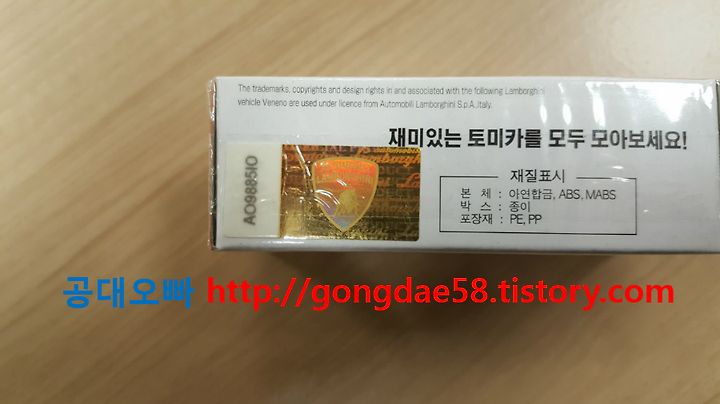 The trademarks, copyrights and design rights in and associated with the following Lamborghini
vehicle Veneno are used under licence from Automobili Lamborghini S.p.A,Italy.
재미있는 토미카를 모두 모아보세요!
AO9885IO
재질표시
본 체 : 아연합금, ABS, MABS
박 스 : 종이
포장재 : PE, PP
공대오빠 http://gongdae58.tistory.com